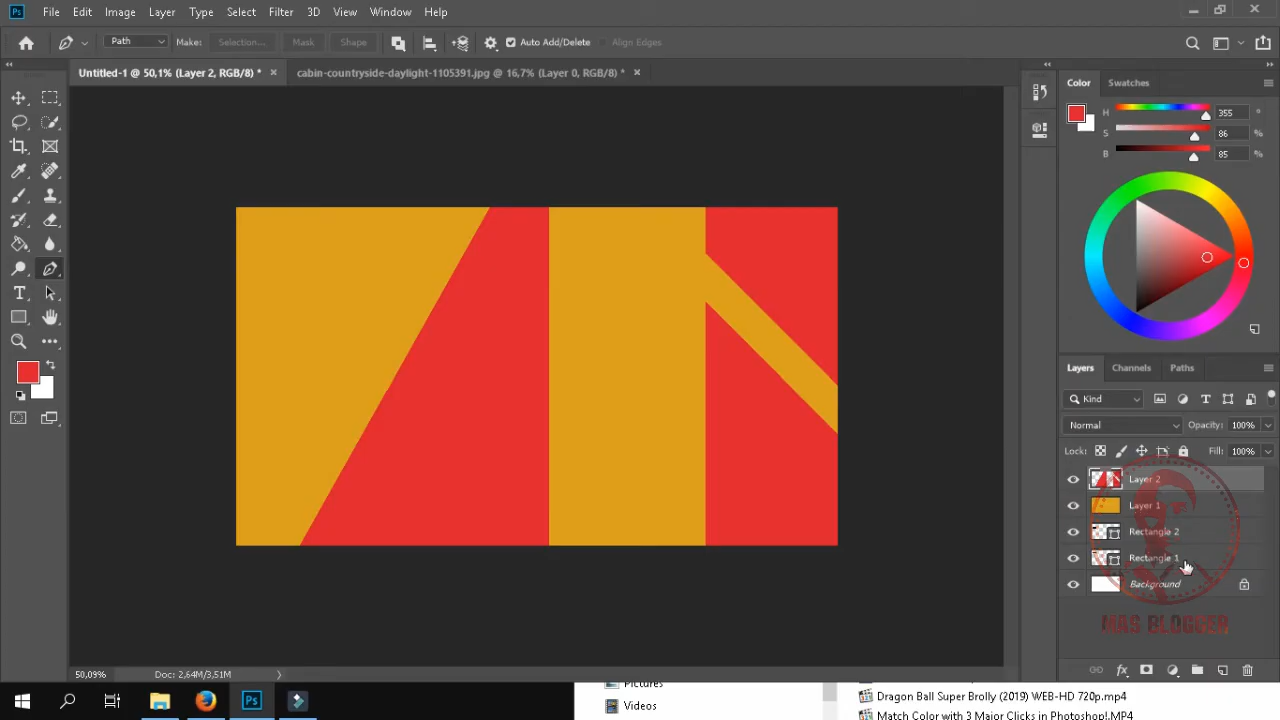 Ps File Edit Image Layer Type Select Filter 3D View Window Help
Path Make: Selection... Mask Shape Auto Add/Delete Align Edges
Untitled-1 @ 50,1% (Layer 2, RGB/8) * × cabin-countryside-daylight-1105391.jpg @ 16,7% (Layer 0, RGB/8) * ×
Color Swatches
H 355 °
S 86 %
B 85 %
Layers Channels Paths
Kind
Normal Opacity: 100%
Lock: Fill: 100%
Layer 2
Layer 1
Rectangle 2
Rectangle 1
Background
MAS BLOGGER
50,09% Doc: 2,64M/3,51M
Ps
Pictures
Videos
Dragon Ball Super Brolly (2019) WEB-HD 720p.mp4
Match Color with 3 Major Clicks in Photoshop!.MP4